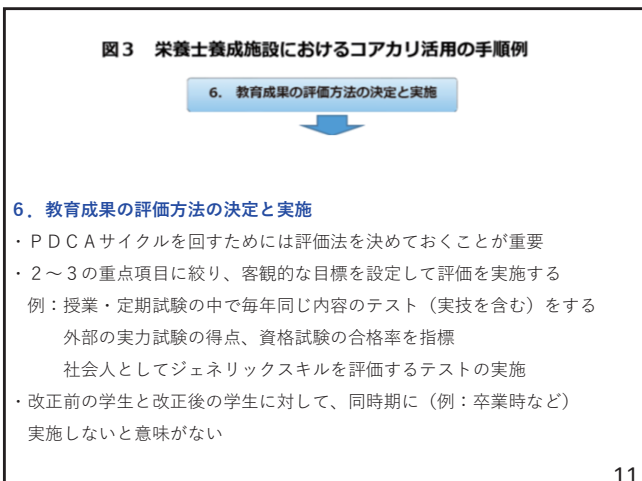 図３　栄養士養成施設におけるコアカリ活用の手順例
6.　教育成果の評価方法の決定と実施
６．教育成果の評価方法の決定と実施
・ＰＤＣＡサイクルを回すためには評価法を決めておくことが重要
・２～３の重点項目に絞り、客観的な目標を設定して評価を実施する
例：授業・定期試験の中で毎年同じ内容のテスト（実技を含む）をする
外部の実力試験の得点、資格試験の合格率を指標
社会人としてジェネリックスキルを評価するテストの実施
・改正前の学生と改正後の学生に対して、同時期に（例：卒業時など）
実施しないと意味がない
11